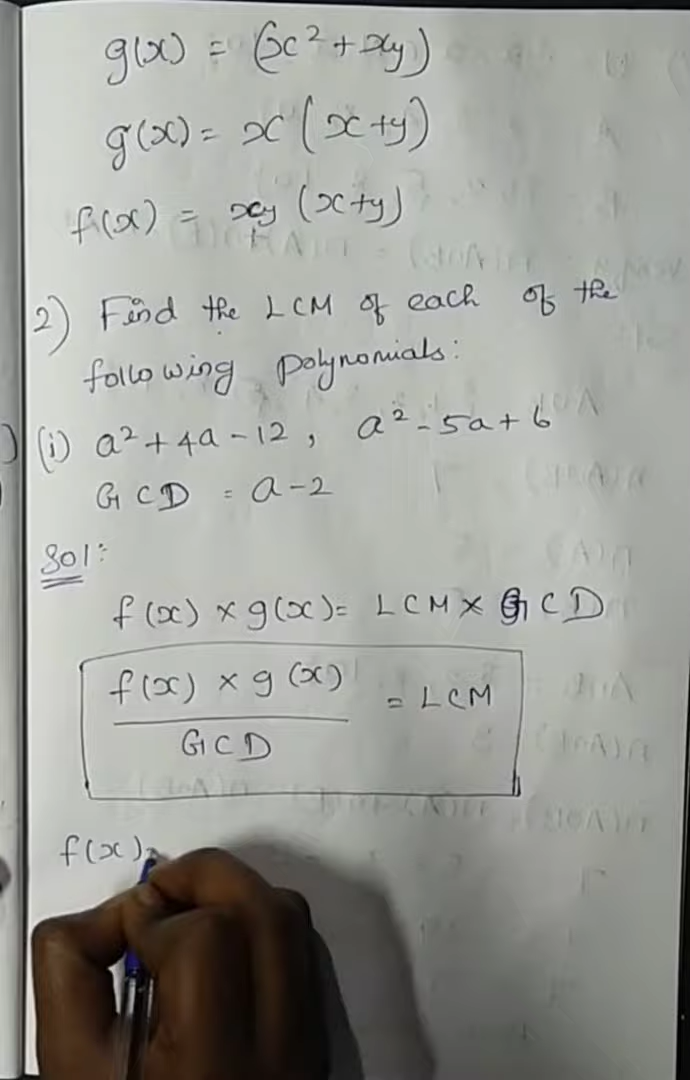 g(x) = (x² + xy)
g(x) = x (x+y)
f(x) = xy (x+y)
2) Find the LCM of each of the
following polynomials:
(i) a² + 4a - 12, a² - 5a + 6
GCD = a - 2
Sol:
f(x) × g(x) = LCM × GCD
f(x) × g(x)
= LCM
GCD
f(x) =